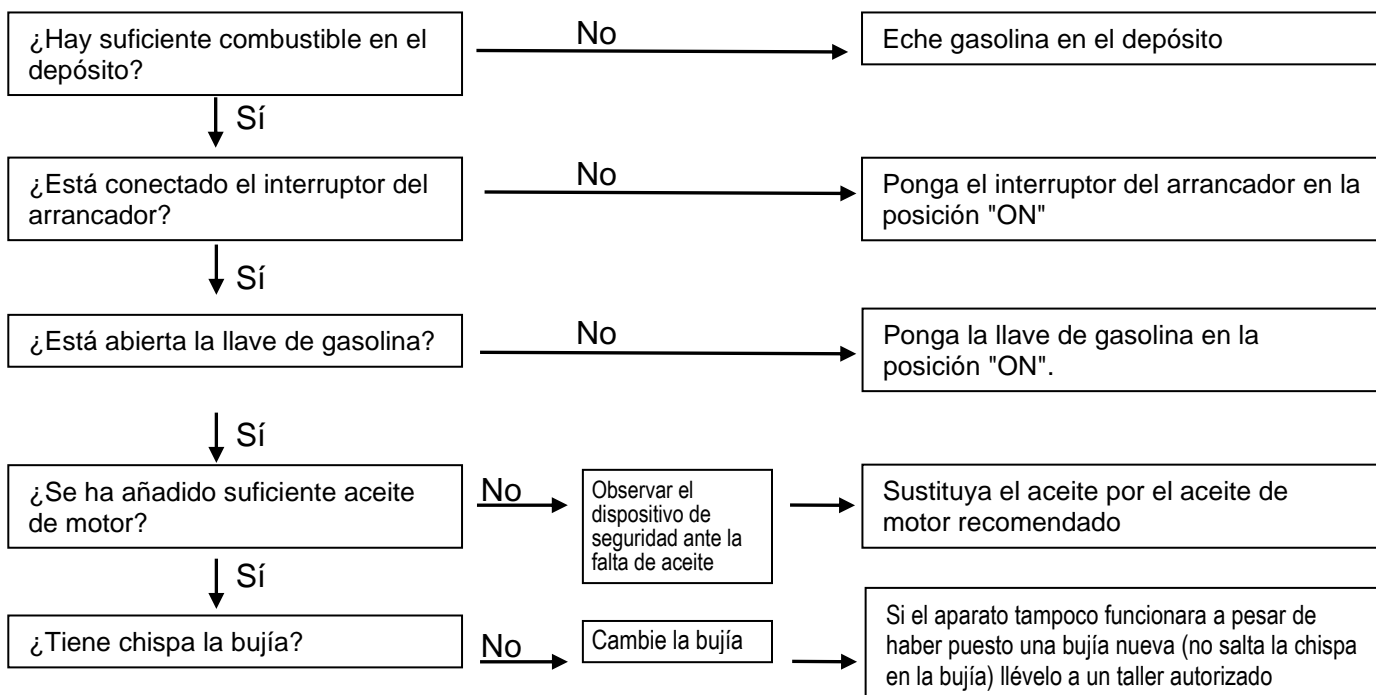 ¿Hay suficiente combustible en el
depósito?
No
Eche gasolina en el depósito
Sí
¿Está conectado el interruptor del
arrancador?
No
Ponga el interruptor del arrancador en la
posición "ON"
Sí
¿Está abierta la llave de gasolina?
No
Ponga la llave de gasolina en la
posición "ON".
Sí
¿Se ha añadido suficiente aceite
de motor?
No
Observar el
dispositivo de
seguridad ante la
falta de aceite
Sustituya el aceite por el aceite de
motor recomendado
Sí
¿Tiene chispa la bujía?
No
Cambie la bujía
Si el aparato tampoco funcionara a pesar de
haber puesto una bujía nueva (no salta la chispa
en la bujía) llévelo a un taller autorizado